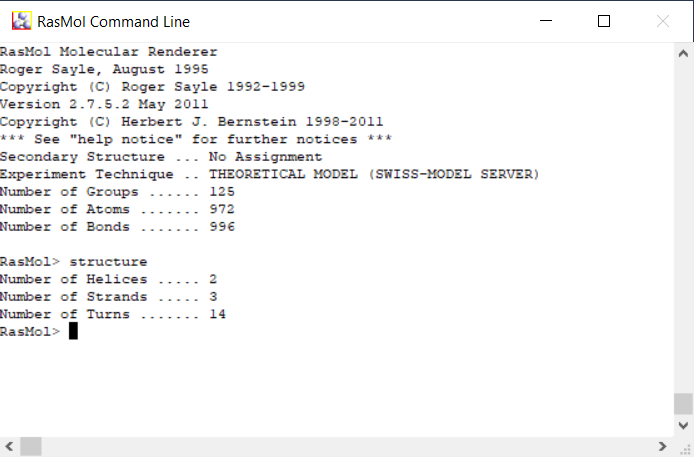 RasMol Command Line
RasMol Molecular Renderer
Roger Sayle, August 1995
Copyright (C) Roger Sayle 1992-1999
Version 2.7.5.2 May 2011
Copyright (C) Herbert J. Bernstein 1998-2011
*** See "help notice" for further notices ***
Secondary Structure ... No Assignment
Experiment Technique .. THEORETICAL MODEL (SWISS-MODEL SERVER)
Number of Groups ...... 125
Number of Atoms ....... 972
Number of Bonds ....... 996
RasMol> structure
Number of Helices ..... 2
Number of Strands ..... 3
Number of Turns ....... 14
RasMol>